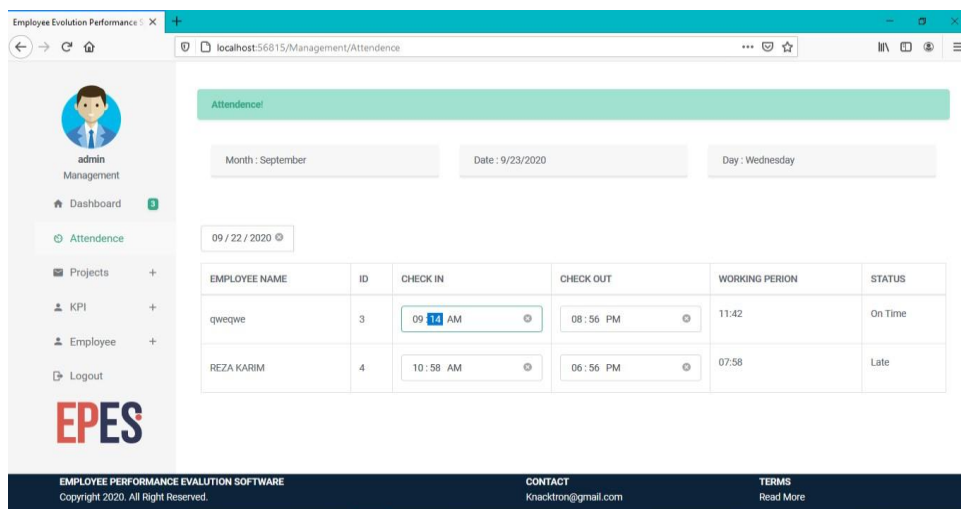 Employee Evolution Performance S
localhost:56815/Management/Attendence
admin
Management
Dashboard 3
Attendence
Projects +
KPI +
Employee +
Logout
EPES
Attendence!
Month : September Date : 9/23/2020 Day : Wednesday
09 / 22 / 2020
EMPLOYEE NAME ID CHECK IN CHECK OUT WORKING PERION STATUS
qweqwe 3 09 : 14 AM 08 : 56 PM 11:42 On Time
REZA KARIM 4 10 : 58 AM 06 : 56 PM 07:58 Late
EMPLOYEE PERFORMANCE EVALUTION SOFTWARE CONTACT TERMS
Copyright 2020. All Right Reserved. Knacktron@gmail.com Read More